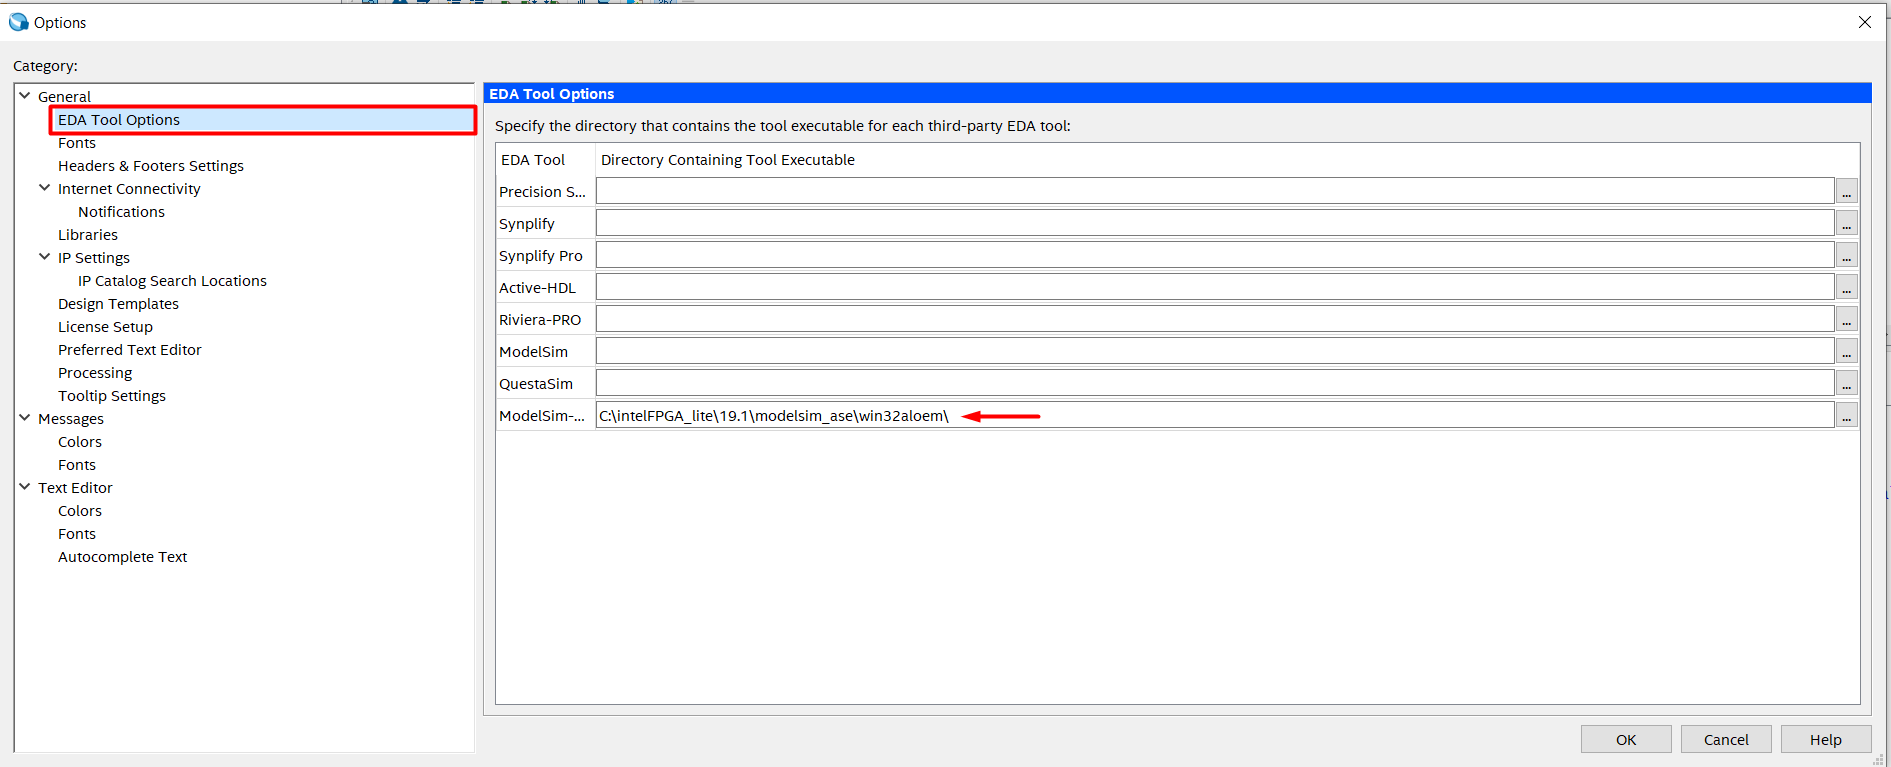 Options
Category:
General
EDA Tool Options
Fonts
Headers & Footers Settings
Internet Connectivity
Notifications
Libraries
IP Settings
IP Catalog Search Locations
Design Templates
License Setup
Preferred Text Editor
Processing
Tooltip Settings
Messages
Colors
Fonts
Text Editor
Colors
Fonts
Autocomplete Text
EDA Tool Options
Specify the directory that contains the tool executable for each third-party EDA tool:
EDA Tool Directory Containing Tool Executable
Precision S... ...
Synplify ...
Synplify Pro ...
Active-HDL ...
Riviera-PRO ...
ModelSim ...
QuestaSim ...
ModelSim-... C:\intelFPGA_lite\19.1\modelsim_ase\win32aloem\ ...
OK Cancel Help